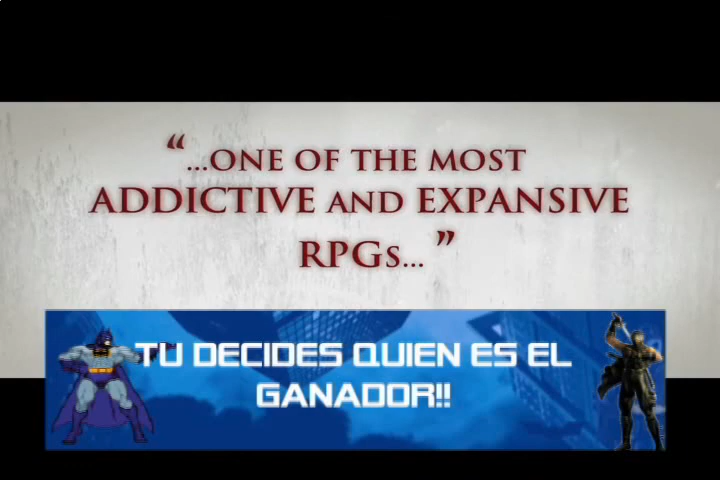 “...ONE OF THE MOST
ADDICTIVE AND EXPANSIVE
RPGs... ”
TU DECIDES QUIEN ES EL
GANADOR!!